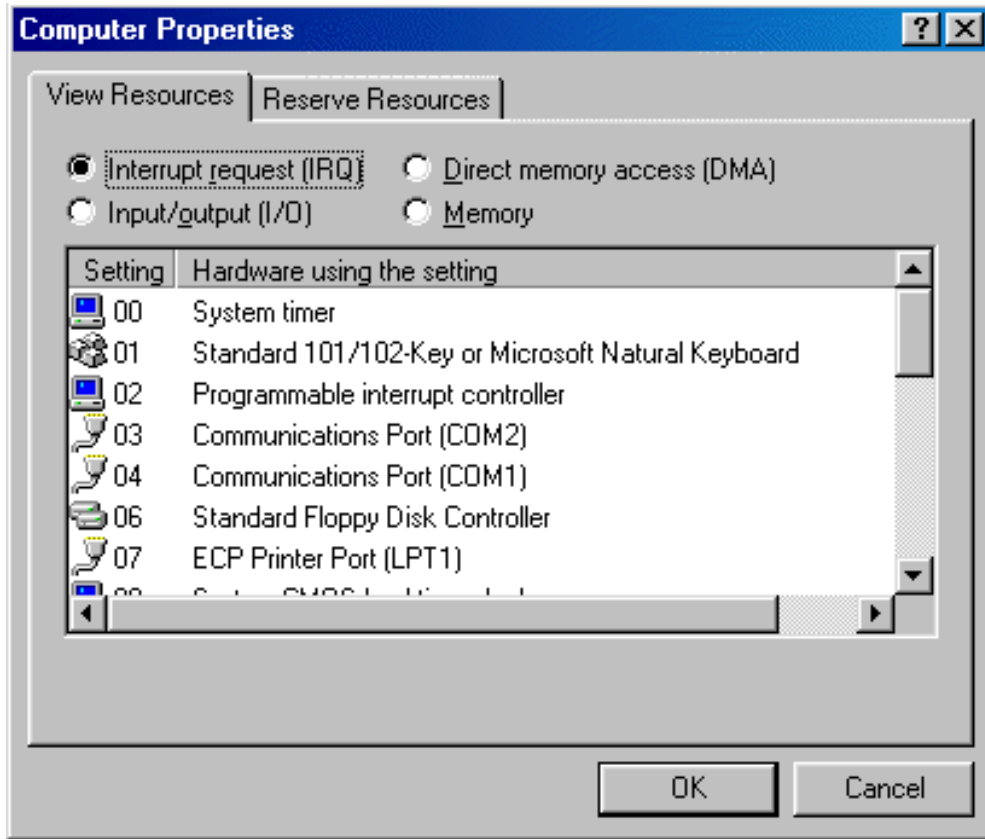 Computer Properties
View Resources Reserve Resources
Interrupt request (IRQ) Direct memory access (DMA)
Input/output (I/O) Memory
Setting Hardware using the setting
00 System timer
01 Standard 101/102-Key or Microsoft Natural Keyboard
02 Programmable interrupt controller
03 Communications Port (COM2)
04 Communications Port (COM1)
06 Standard Floppy Disk Controller
07 ECP Printer Port (LPT1)
OK Cancel